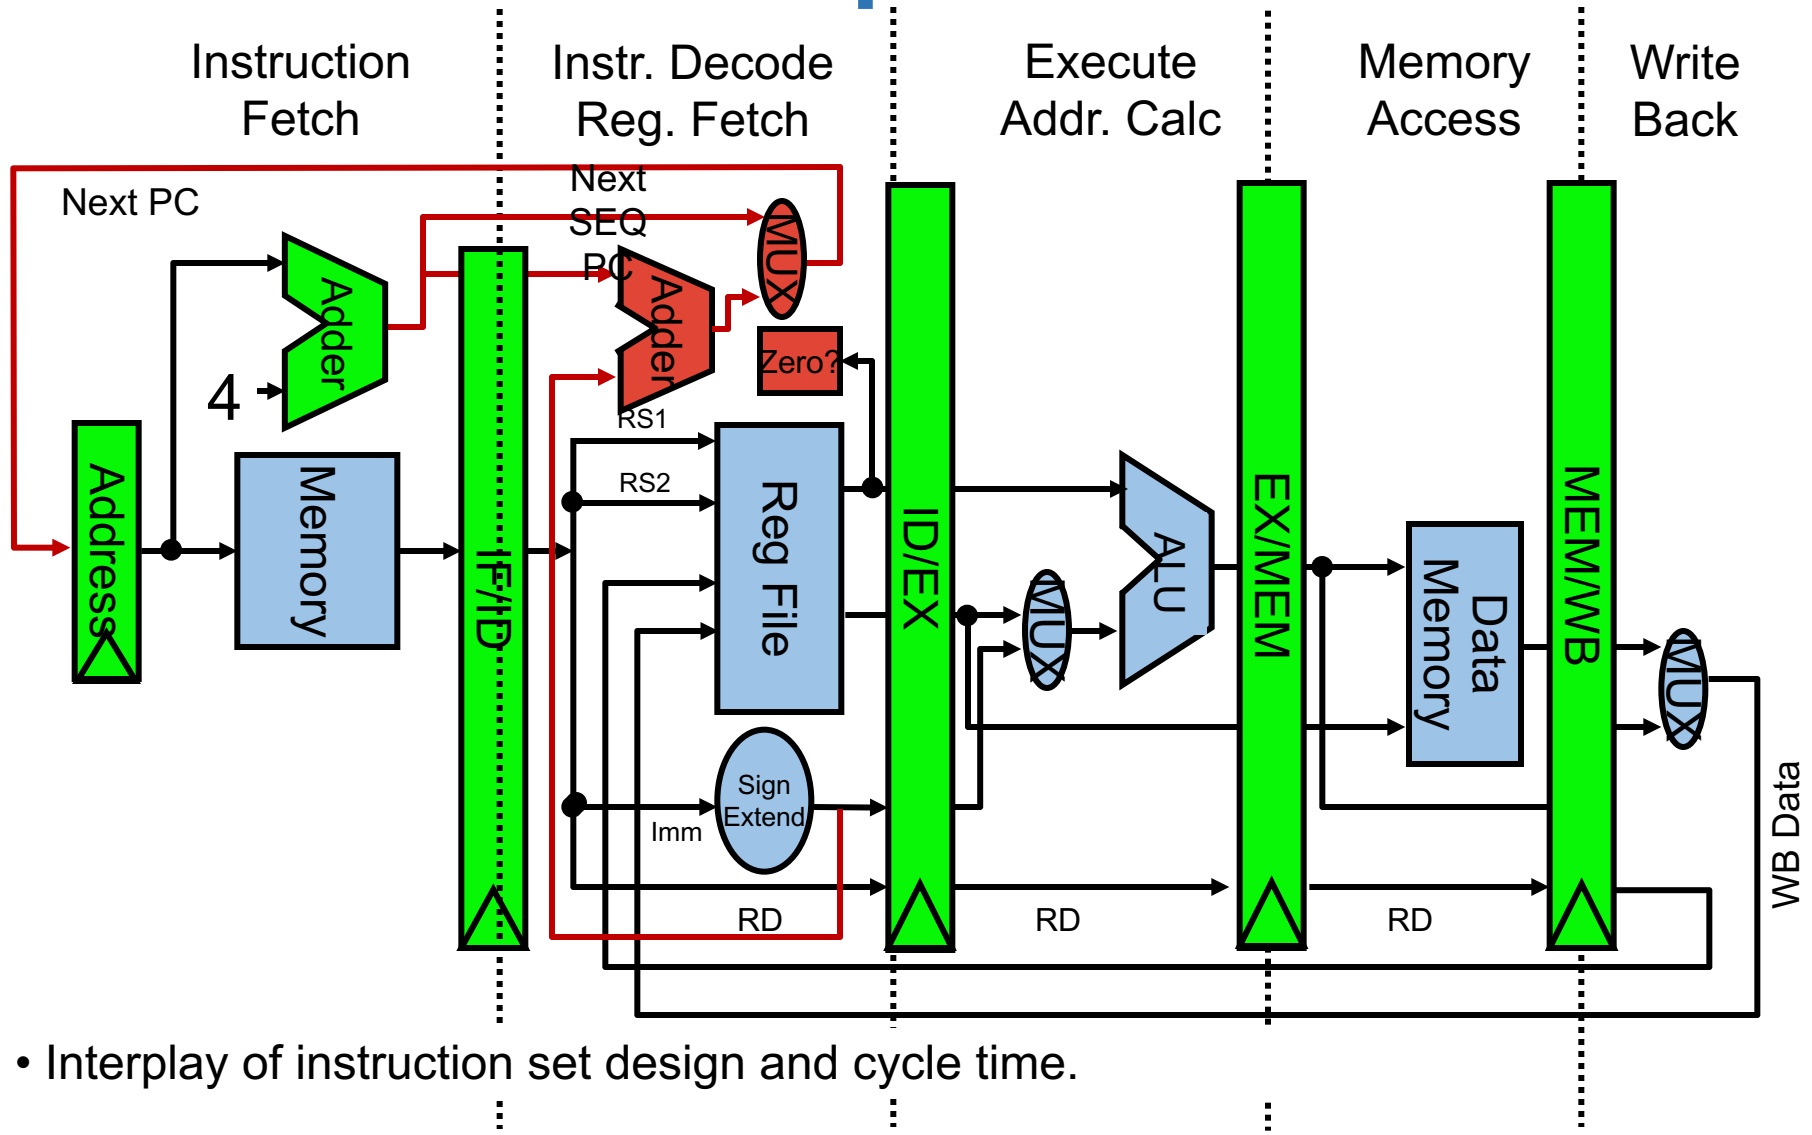 Instruction
Fetch
Instr. Decode
Reg. Fetch
Execute
Addr. Calc
Memory
Access
Write
Back
Next PC
Next
SEQ
PC
MUX
Adder
Adder
Zero?
4
RS1
Address
Memory
IF/ID
RS2
Reg File
ID/EX
MUX
ALU
EX/MEM
Data
Memory
MEM/WB
MUX
Sign
Extend
Imm
WB Data
RD
RD
RD
• Interplay of instruction set design and cycle time.